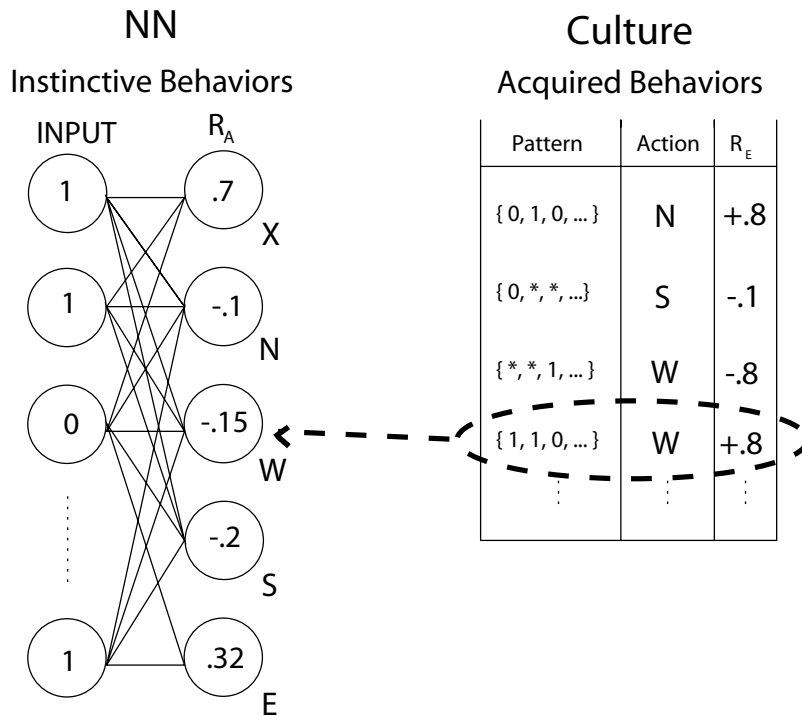 NN
Instinctive Behaviors
INPUT R_A
1 .7
X
1 -.1
N
0 -.15
W
-.2
S
1 .32
E
Culture
Acquired Behaviors
Pattern Action R_E
{ 0, 1, 0, ... } N +.8
{ 0, *, *, ...} S -.1
{ *, *, 1, ... } W -.8
{ 1, 1, 0, ... } W +.8